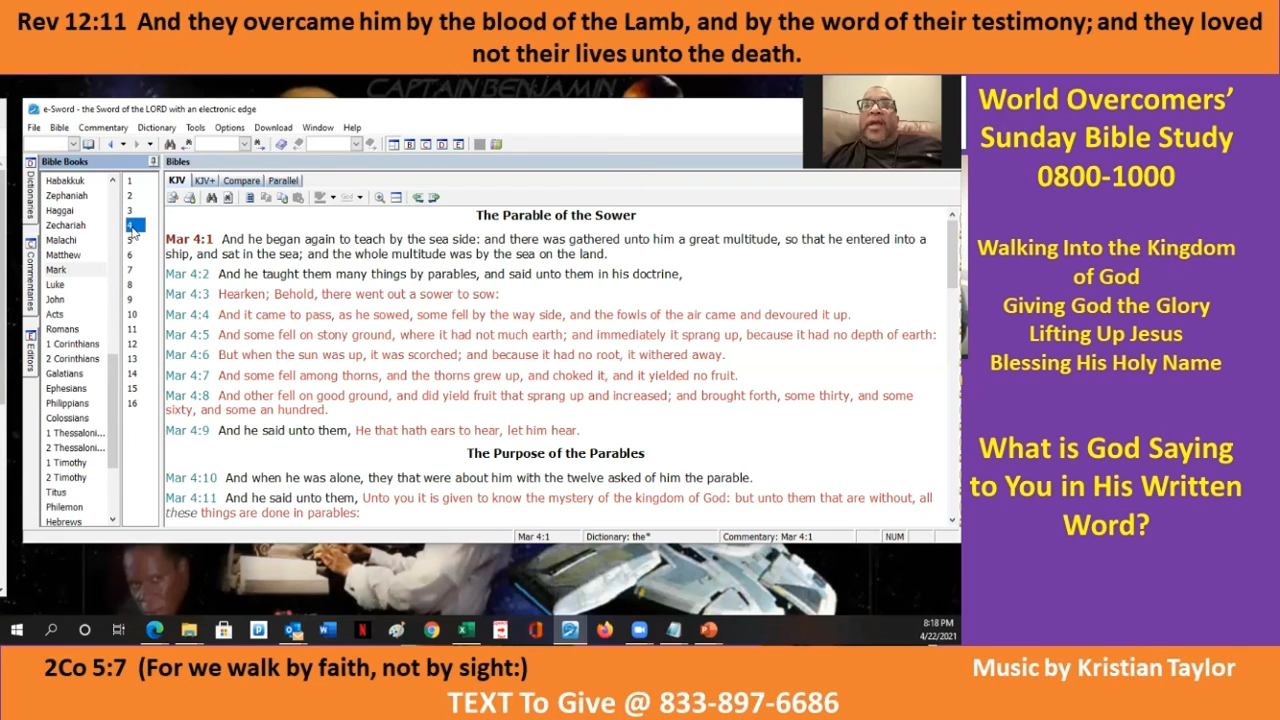 Rev 12:11  And they overcame him by the blood of the Lamb, and by the word of their testimony; and they loved
not their lives unto the death.
CAPTAIN BENJAMIN
e-Sword - the Sword of the LORD with an electronic edge
File Bible Commentary Dictionary Tools Options Download Window Help
B C D E
Bible Books
Bibles
Dictionaries
Commentaries
Editors
Habakkuk
Zephaniah
Haggai
Zechariah
Malachi
Matthew
Mark
Luke
John
Acts
Romans
1 Corinthians
2 Corinthians
Galatians
Ephesians
Philippians
Colossians
1 Thessaloni...
2 Thessaloni...
1 Timothy
2 Timothy
Titus
Philemon
Hebrews
1
2
3
4
5
6
7
8
9
10
11
12
13
14
15
16
KJV KJV+ Compare Parallel
The Parable of the Sower
Mar 4:1 And he began again to teach by the sea side: and there was gathered unto him a great multitude, so that he entered into a
ship, and sat in the sea; and the whole multitude was by the sea on the land.
Mar 4:2 And he taught them many things by parables, and said unto them in his doctrine,
Mar 4:3 Hearken; Behold, there went out a sower to sow:
Mar 4:4 And it came to pass, as he sowed, some fell by the way side, and the fowls of the air came and devoured it up.
Mar 4:5 And some fell on stony ground, where it had not much earth; and immediately it sprang up, because it had no depth of earth:
Mar 4:6 But when the sun was up, it was scorched; and because it had no root, it withered away.
Mar 4:7 And some fell among thorns, and the thorns grew up, and choked it, and it yielded no fruit.
Mar 4:8 And other fell on good ground, and did yield fruit that sprang up and increased; and brought forth, some thirty, and some
sixty, and some an hundred.
Mar 4:9 And he said unto them, He that hath ears to hear, let him hear.
The Purpose of the Parables
Mar 4:10 And when he was alone, they that were about him with the twelve asked of him the parable.
Mar 4:11 And he said unto them, Unto you it is given to know the mystery of the kingdom of God: but unto them that are without, all
these things are done in parables:
Mar 4:1 Dictionary: the* Commentary: Mar 4:1 NUM
8:18 PM
4/22/2021
World Overcomers’
Sunday Bible Study
0800-1000
Walking Into the Kingdom
of God
Giving God the Glory
Lifting Up Jesus
Blessing His Holy Name
What is God Saying
to You in His Written
Word?
2Co 5:7  (For we walk by faith, not by sight:)
Music by Kristian Taylor
TEXT To Give @ 833-897-6686